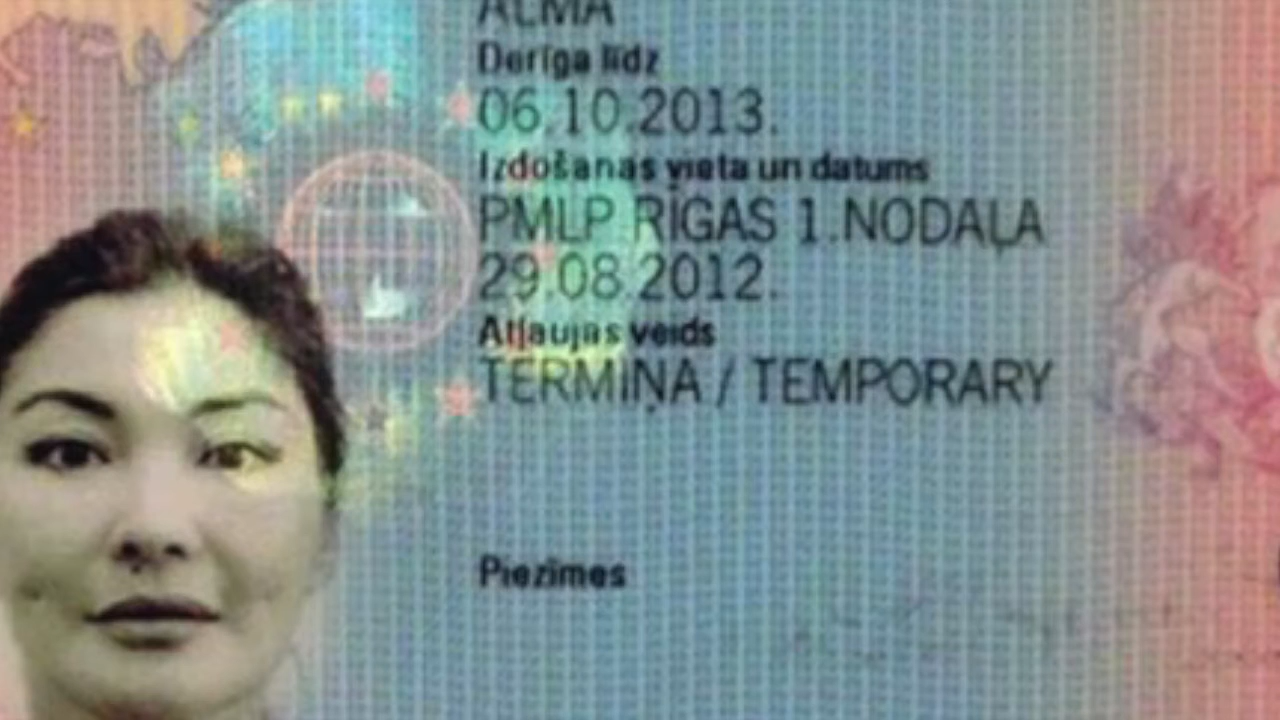 ALMA
Derīga līdz
06.10.2013.
Izdošanas vieta un datums
PMLP RĪGAS 1.NODAĻA
29.08.2012.
Atļaujas veids
TERMIŅA / TEMPORARY
Piezīmes